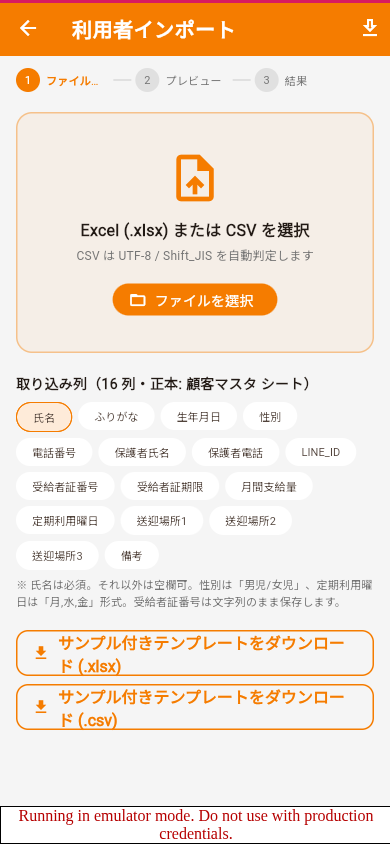 利用者インポート
1 ファイル… 2 プレビュー 3 結果
Excel (.xlsx) または CSV を選択
CSV は UTF-8 / Shift_JIS を自動判定します
ファイルを選択
取り込み列（16 列・正本: 顧客マスタ シート）
氏名 ふりがな 生年月日 性別
電話番号 保護者氏名 保護者電話 LINE_ID
受給者証番号 受給者証期限 月間支給量
定期利用曜日 送迎場所1 送迎場所2
送迎場所3 備考
※ 氏名は必須。それ以外は空欄可。性別は「男児/女児」、定期利用曜
日は「月,水,金」形式。受給者証番号は文字列のまま保存します。
サンプル付きテンプレートをダウンロー
ド (.xlsx)
サンプル付きテンプレートをダウンロー
ド (.csv)
Running in emulator mode. Do not use with production
credentials.